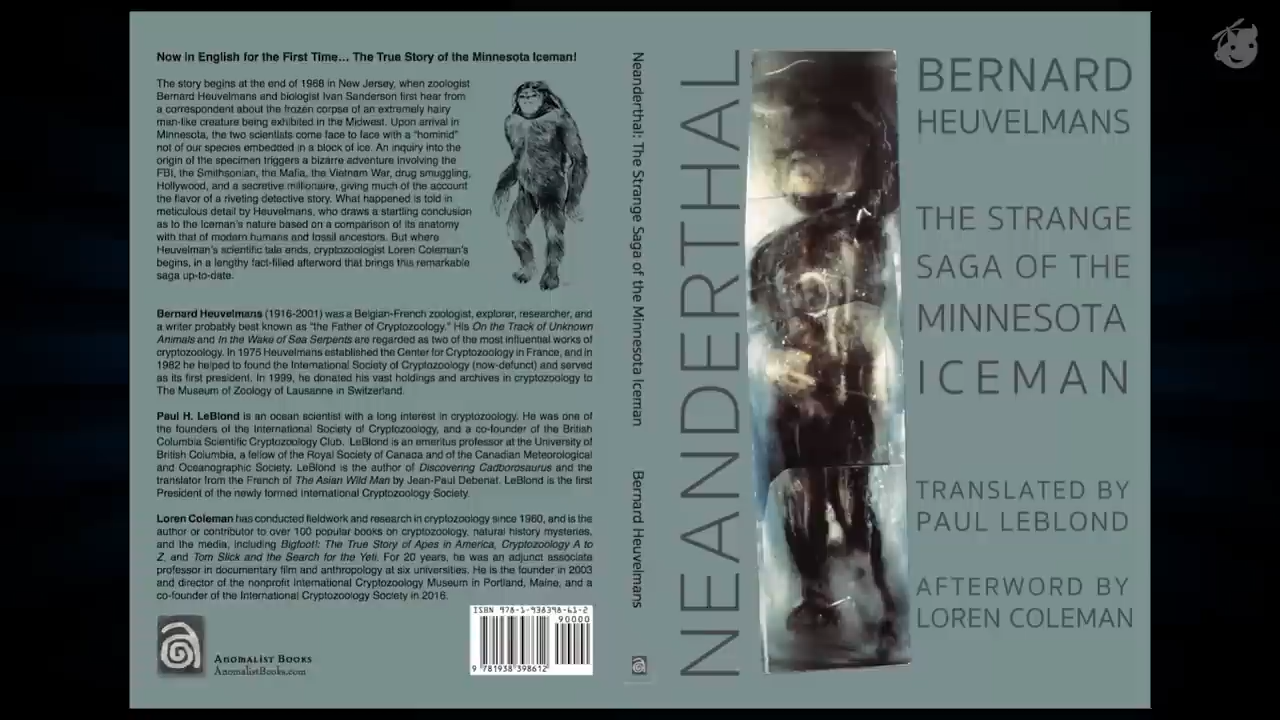 Now in English for the First Time... The True Story of the Minnesota Iceman!
The story begins at the end of 1968 in New Jersey, when zoologist
Bernard Heuvelmans and biologist Ivan Sanderson first hear from
a correspondent about the frozen corpse of an extremely hairy
man-like creature being exhibited in the Midwest. Upon arrival in
Minnesota, the two scientists come face to face with a "hominid"
not of our species embedded in a block of ice. An inquiry into the
origin of the specimen triggers a bizarre adventure involving the
FBI, the Smithsonian, the Mafia, the Vietnam War, drug smuggling,
Hollywood, and a secretive millionaire, giving much of the account
the flavor of a riveting detective story. What happened is told in
meticulous detail by Heuvelmans, who draws a startling conclusion
as to the Iceman's nature based on a comparison of its anatomy
with that of modern humans and fossil ancestors. But where
Heuvelman's scientific tale ends, cryptozoologist Loren Coleman's
begins, in a lengthy fact-filled afterword that brings this remarkable
saga up-to-date.
Bernard Heuvelmans (1916-2001) was a Belgian-French zoologist, explorer, researcher, and
a writer probably best known as "the Father of Cryptozoology." His On the Track of Unknown
Animals and In the Wake of Sea Serpents are regarded as two of the most influential works of
cryptozoology. In 1975 Heuvelmans established the Center for Cryptozoology in France, and in
1982 he helped to found the International Society of Cryptozoology (now-defunct) and served
as its first president. In 1999, he donated his vast holdings and archives in cryptozoology to
The Museum of Zoology of Lausanne in Switzerland.
Paul H. LeBlond is an ocean scientist with a long interest in cryptozoology. He was one of
the founders of the International Society of Cryptozoology, and a co-founder of the British
Columbia Scientific Cryptozoology Club. LeBlond is an emeritus professor at the University of
British Columbia, a fellow of the Royal Society of Canada and of the Canadian Meteorological
and Oceanographic Society. LeBlond is the author of Discovering Cadborosaurus and the
translator from the French of The Asian Wild Man by Jean-Paul Debenat. LeBlond is the first
President of the newly formed International Cryptozoology Society.
Loren Coleman has conducted fieldwork and research in cryptozoology since 1960, and is the
author or contributor to over 100 popular books on cryptozoology, natural history mysteries,
and the media, including Bigfoot!: The True Story of Apes in America, Cryptozoology A to
Z, and Tom Slick and the Search for the Yeti. For 20 years, he was an adjunct associate
professor in documentary film and anthropology at six universities. He is the founder in 2003
and director of the nonprofit International Cryptozoology Museum in Portland, Maine, and a
co-founder of the International Cryptozoology Society in 2016.
ANOMALIST BOOKS
AnomalistBooks.com
ISBN 978-1-938398-61-2
90000
9 781938 398612
Neanderthal: The Strange Saga of the Minnesota Iceman
Bernard Heuvelmans
NEANDERTHAL
BERNARD
HEUVELMANS
THE STRANGE
SAGA OF THE
MINNESOTA
ICEMAN
TRANSLATED BY
PAUL LEBLOND
AFTERWORD BY
LOREN COLEMAN